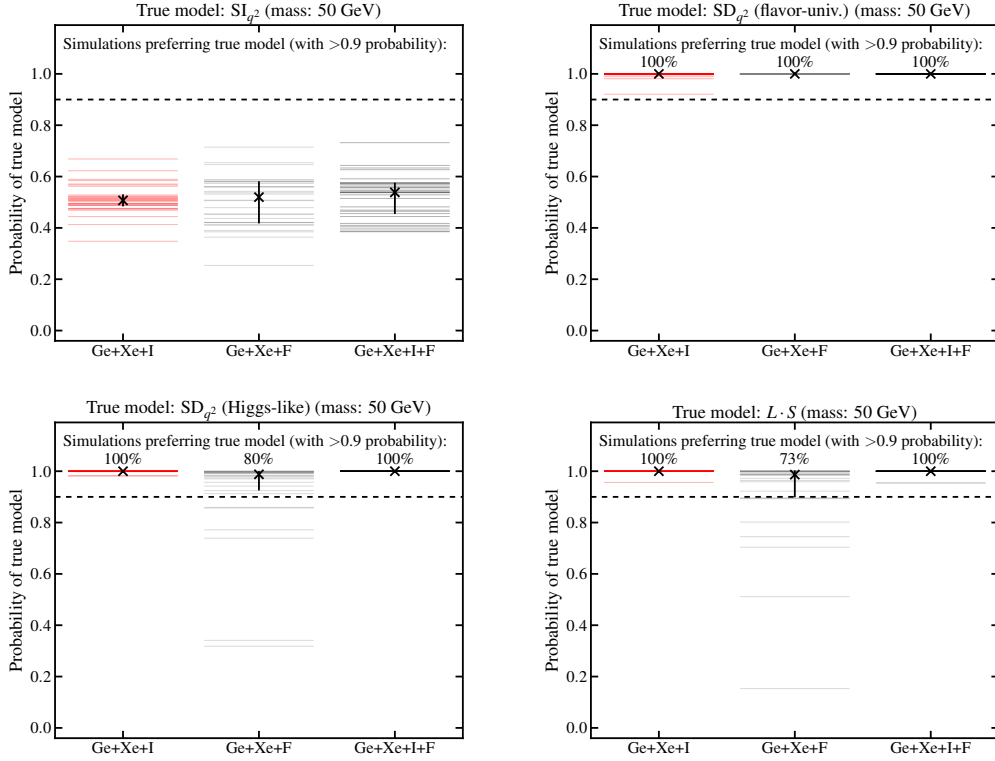 True model: SI_q² (mass: 50 GeV)
Simulations preferring true model (with >0.9 probability):
1.0
0.8
0.6
0.4
0.2
0.0
Probability of true model
Ge+Xe+I
Ge+Xe+F
Ge+Xe+I+F
True model: SD_q² (flavor-univ.) (mass: 50 GeV)
Simulations preferring true model (with >0.9 probability):
100%
100%
100%
1.0
0.8
0.6
0.4
0.2
0.0
Probability of true model
Ge+Xe+I
Ge+Xe+F
Ge+Xe+I+F
True model: SD_q² (Higgs-like) (mass: 50 GeV)
Simulations preferring true model (with >0.9 probability):
100%
80%
100%
1.0
0.8
0.6
0.4
0.2
0.0
Probability of true model
Ge+Xe+I
Ge+Xe+F
Ge+Xe+I+F
True model: L · S (mass: 50 GeV)
Simulations preferring true model (with >0.9 probability):
100%
73%
100%
1.0
0.8
0.6
0.4
0.2
0.0
Probability of true model
Ge+Xe+I
Ge+Xe+F
Ge+Xe+I+F